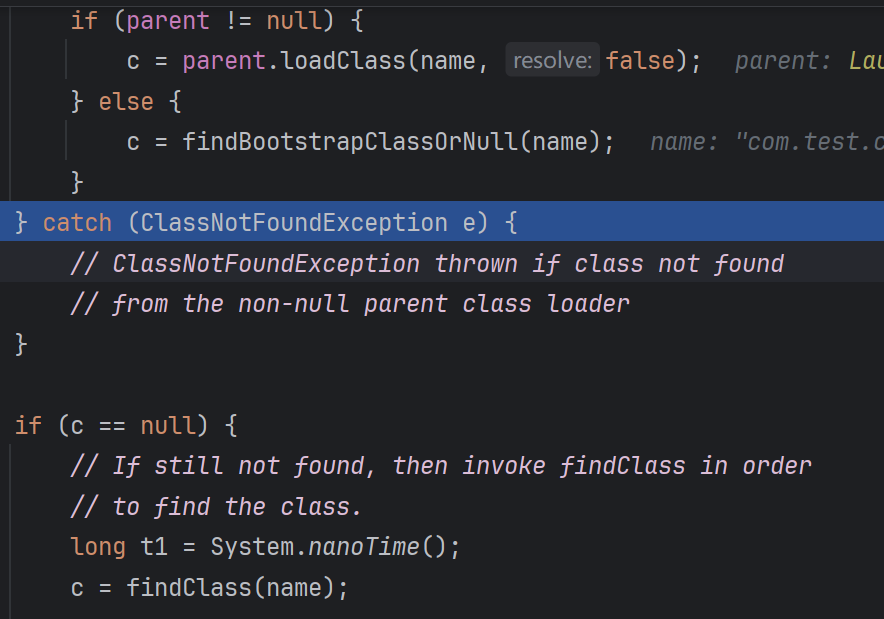 if (parent != null) {
c = parent.loadClass(name, resolve: false); parent: Lau
} else {
c = findBootstrapClassOrNull(name); name: "com.test.c
}
} catch (ClassNotFoundException e) {
// ClassNotFoundException thrown if class not found
// from the non-null parent class loader
}
if (c == null) {
// If still not found, then invoke findClass in order
// to find the class.
long t1 = System.nanoTime();
c = findClass(name);